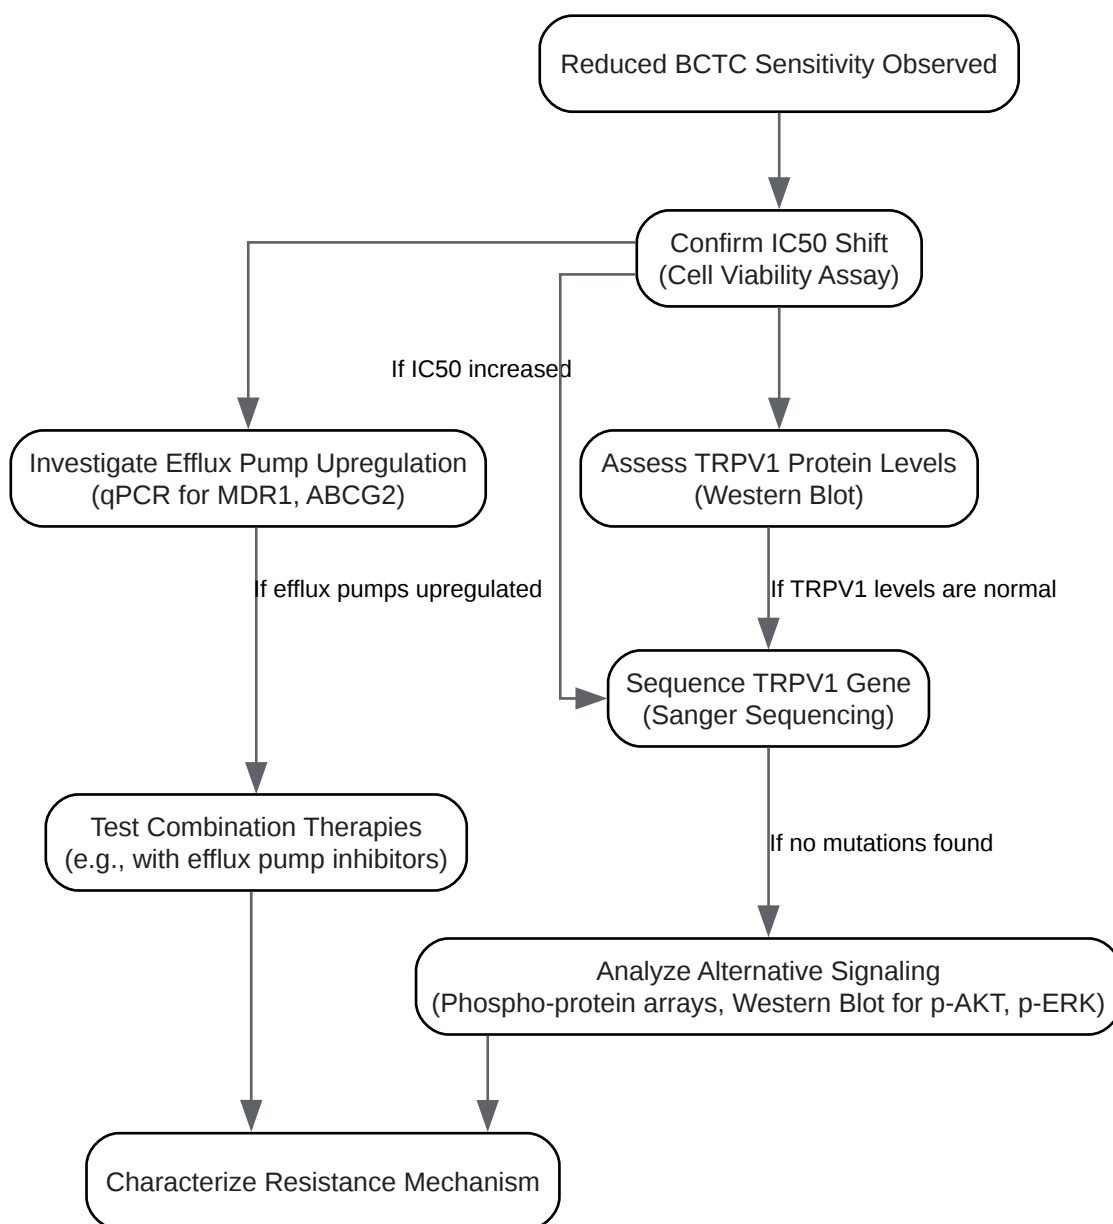 Reduced BCTC Sensitivity Observed
Confirm IC50 Shift
(Cell Viability Assay)
If IC50 increased
Investigate Efflux Pump Upregulation
(qPCR for MDR1, ABCG2)
Assess TRPV1 Protein Levels
(Western Blot)
If efflux pumps upregulated
If TRPV1 levels are normal
Sequence TRPV1 Gene
(Sanger Sequencing)
Test Combination Therapies
(e.g., with efflux pump inhibitors)
If no mutations found
Analyze Alternative Signaling
(Phospho-protein arrays, Western Blot for p-AKT, p-ERK)
Characterize Resistance Mechanism